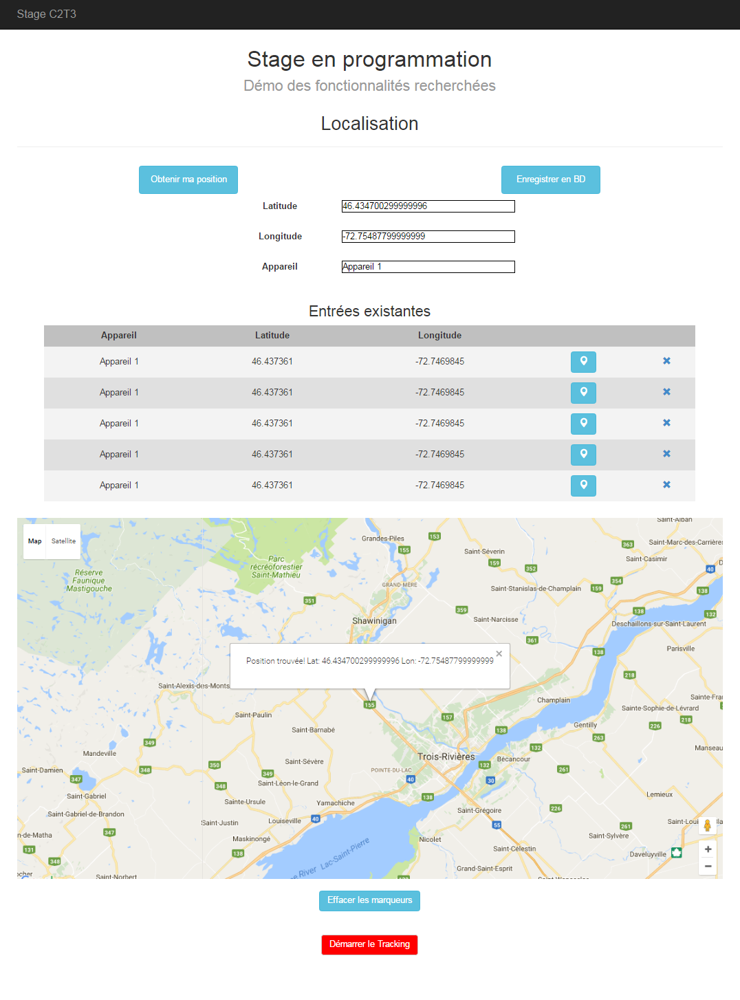 Stage C2T3
Stage en programmation
Démo des fonctionnalités recherchées
Localisation
Obtenir ma position Enregistrer en BD
Latitude 46.434700299999996
Longitude -72.75487799999999
Appareil Appareil 1
Entrées existantes
Appareil Latitude Longitude
Appareil 1 46.437361 -72.7469845
Appareil 1 46.437361 -72.7469845
Appareil 1 46.437361 -72.7469845
Appareil 1 46.437361 -72.7469845
Appareil 1 46.437361 -72.7469845
Saint-Alban
Map Satellite
Grandes-Piles 153
155 363 Saint-Marc-des-Carrières
Saint-Séverin
Parc
récréoforestier
Saint-Mathieu
159 352 Saint-Casimir
40
Réserve
Faunique
Mastigouche
GRAND-MÈRE
354
Saint-Stanislas-de-Champlain 159 138
351 359 138 132
Shawinigan Saint-Narcisse
Deschaillons-sur-Saint-Laurent
361
138 Parisville
Position trouvée! Lat: 46.434700299999996 Lon: -72.75487799999999
218
Saint-Alexis-des-Monts
Champlain Sainte-Fra
155
Saint-Paulin 157 Sainte-Sophie-de-Lévrard
218
Saint-Barnabé 138 Gentilly 226
263
349 132 Manseau
Mandeville
Trois-Rivières
Saint-Sévère 350 132 Bécancour
Saint-Damien 348 349 POINTE-DU-LAC 261
347 40 30
348 Saint-Léon-le-Grand
Saint-Gabriel 138 Lemieux
Sainte-Ursule Yamachiche
226
Saint-Gabriel-de-Brandon Saint-Grégoire
Saint-Justin Louiseville 40 55 261
347 Maskinongé Nicolet Saint-Sylvère
n-de-Matha
131 138 Saint-Célestin
348 Daveluyville
Lac-Saint-Pierre
Grand-Saint-Esprit
Saint-Norbert
Effacer les marqueurs
Démarrer le Tracking